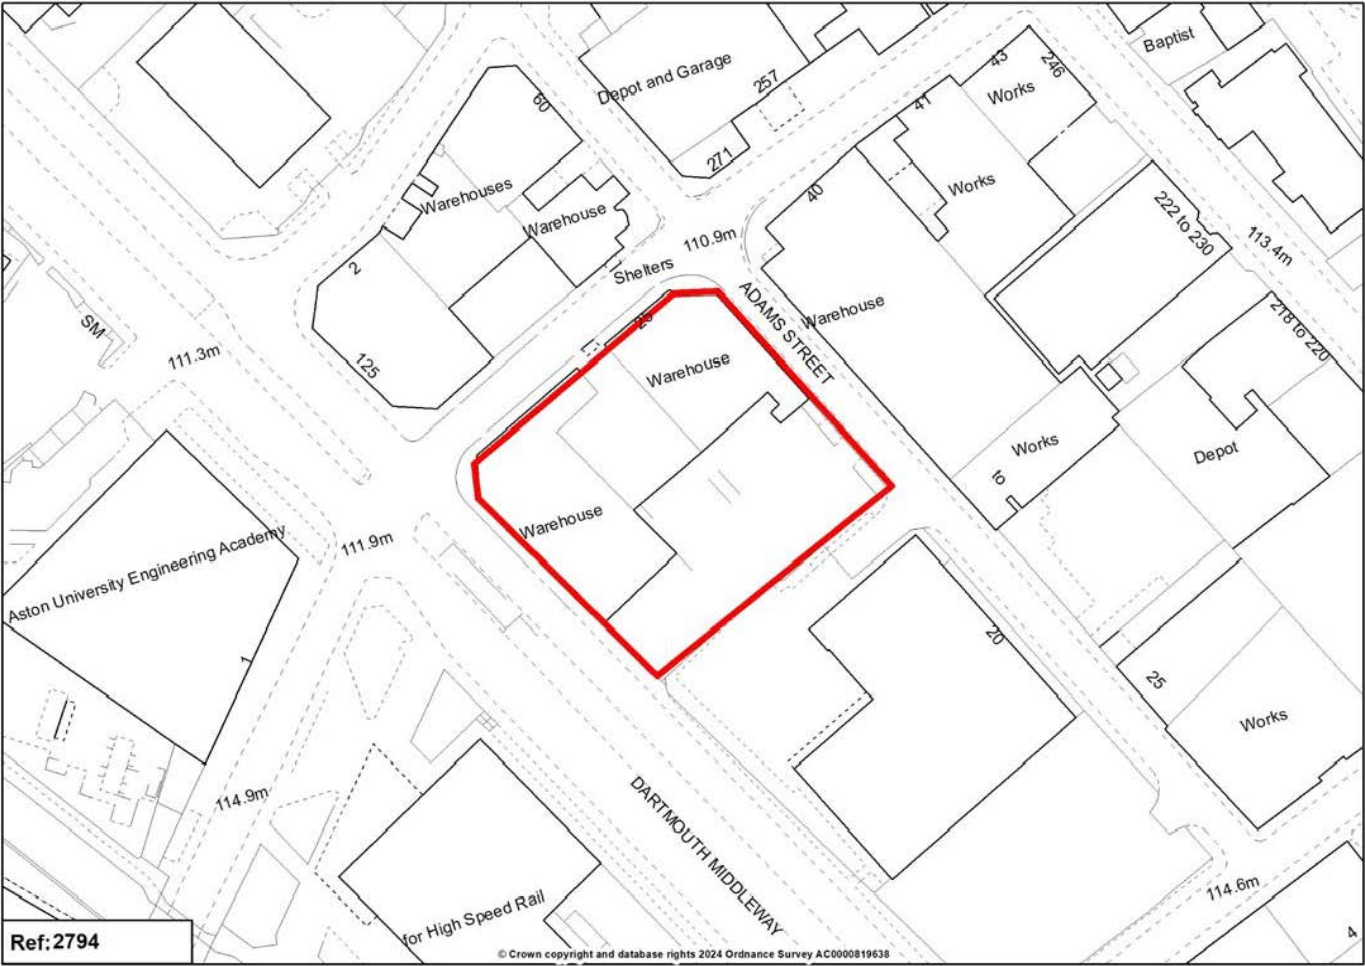 Baptist
43
246
Depot and Garage
257
Works
60
41
271
Works
Warehouses
40
Warehouse
222 to 230
110.9m
113.4m
Shelters
2
ADAMS STREET
Warehouse
SM
218 to 220
25
111.3m
125
Warehouse
Works
Depot
to
Warehouse
111.9m
Aston University Engineering Academy
1
20
25
Works
114.9m
DARTMOUTH MIDDLEWAY
for High Speed Rail
114.6m
4
Ref:2794
© Crown copyright and database rights 2024 Ordnance Survey AC0000819638